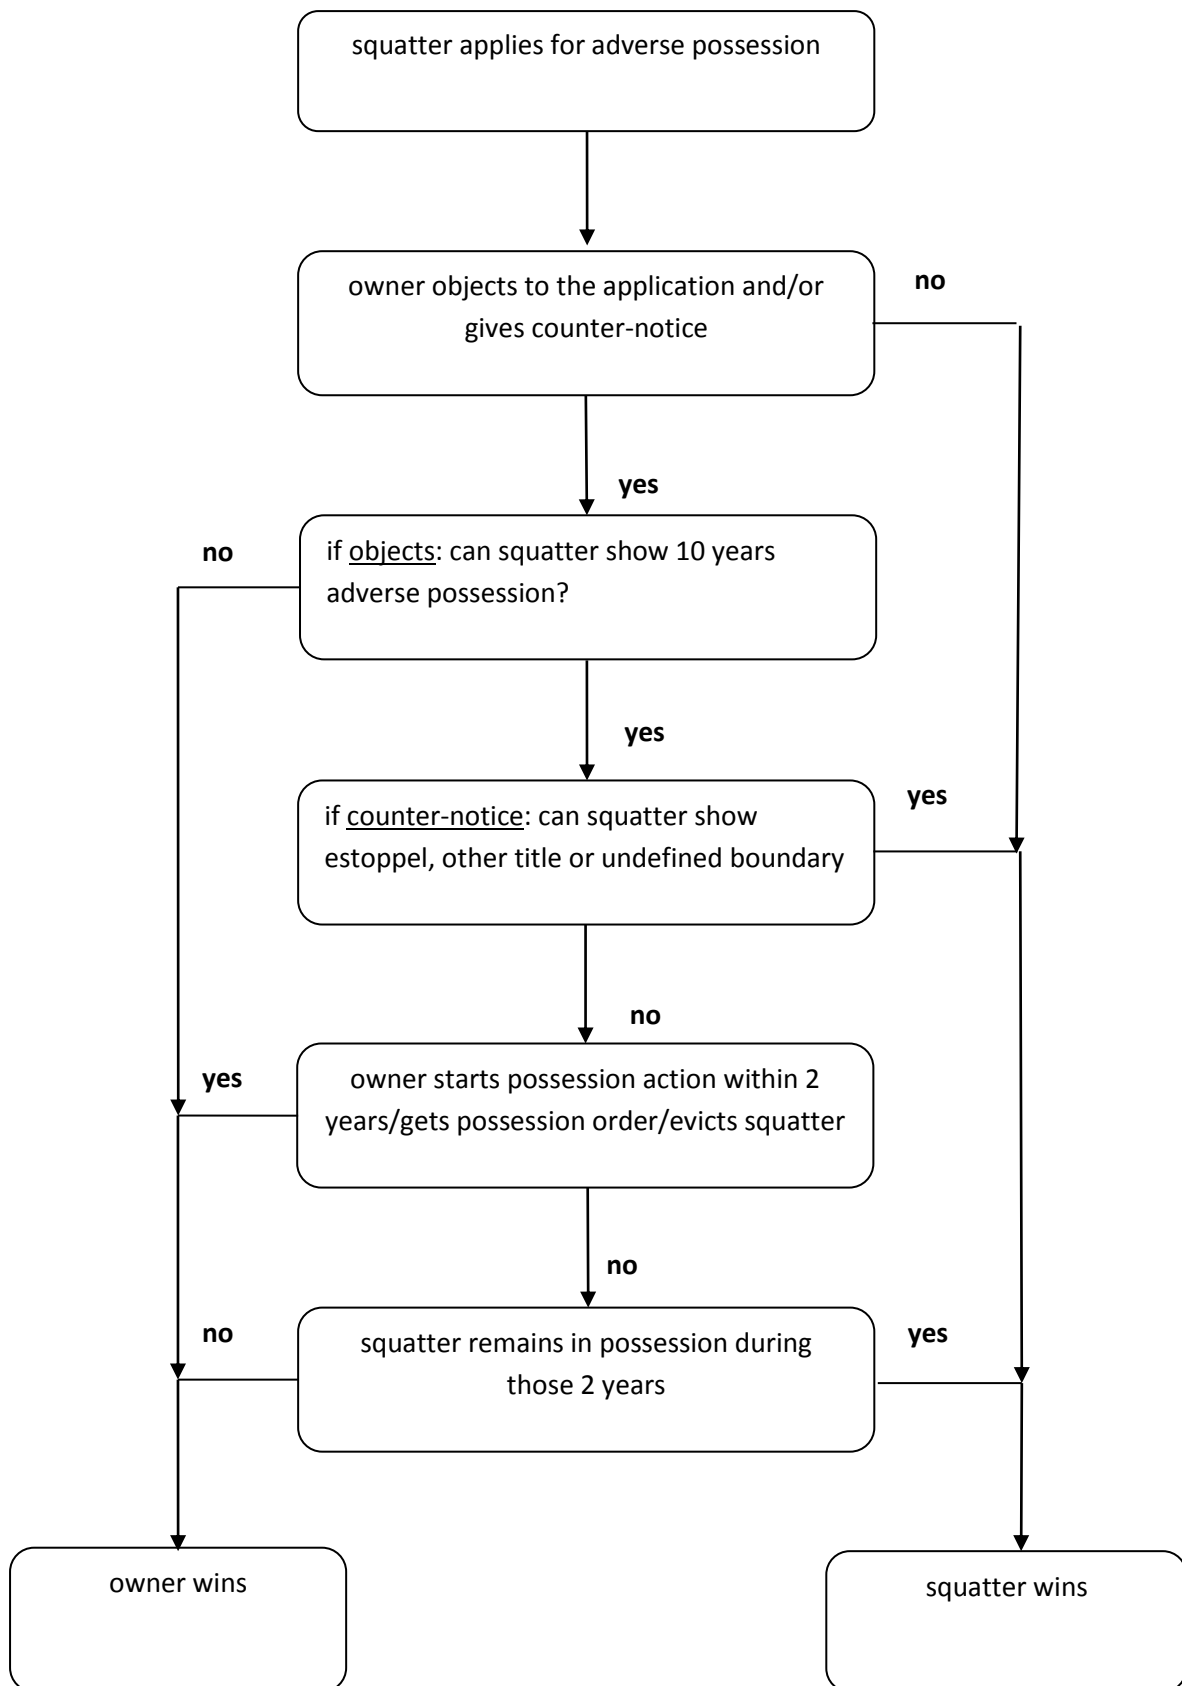 squatter applies for adverse possession
owner objects to the application and/or
gives counter-notice
no
yes
no
if objects: can squatter show 10 years
adverse possession?
yes
if counter-notice: can squatter show
estoppel, other title or undefined boundary
yes
no
yes
owner starts possession action within 2
years/gets possession order/evicts squatter
no
no
squatter remains in possession during
those 2 years
yes
owner wins
squatter wins